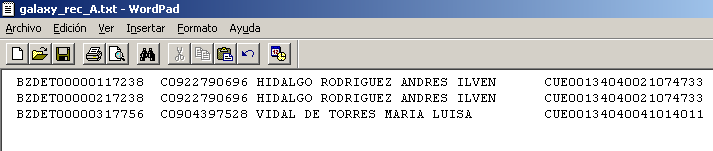 galaxy_rec_A.txt - WordPad
Archivo Edición Ver Insertar Formato Ayuda
BZDET00000117238 C0922790696 HIDALGO RODRIGUEZ ANDRES ILVEN CUE00134040021074733
BZDET00000217238 C0922790696 HIDALGO RODRIGUEZ ANDRES ILVEN CUE00134040021074733
BZDET00000317756 C0904397528 VIDAL DE TORRES MARIA LUISA CUE00134040041014011